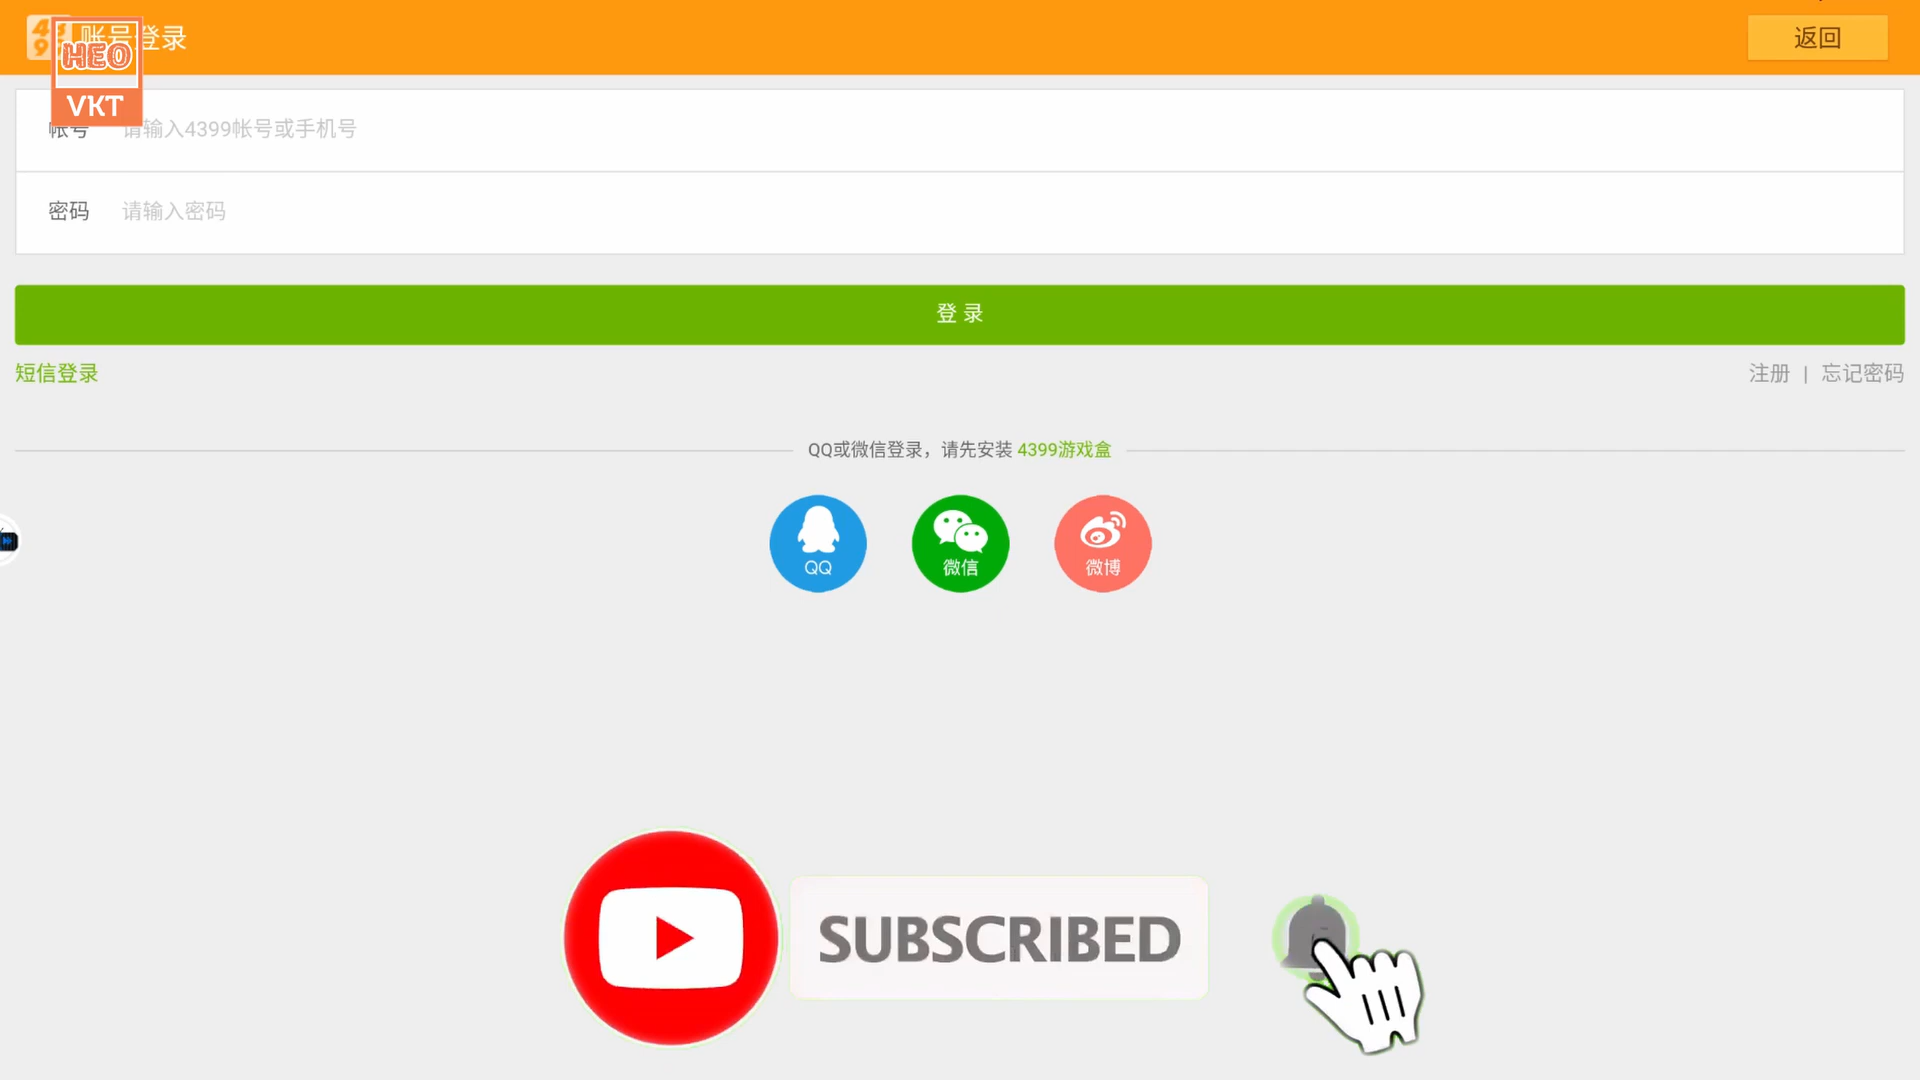 账号登录
返回
HEO
VKT
帐号 请输入4399帐号或手机号
密码 请输入密码
登 录
短信登录
注册 | 忘记密码
QQ或微信登录，请先安装 4399游戏盒
QQ
微信
微博
SUBSCRIBED